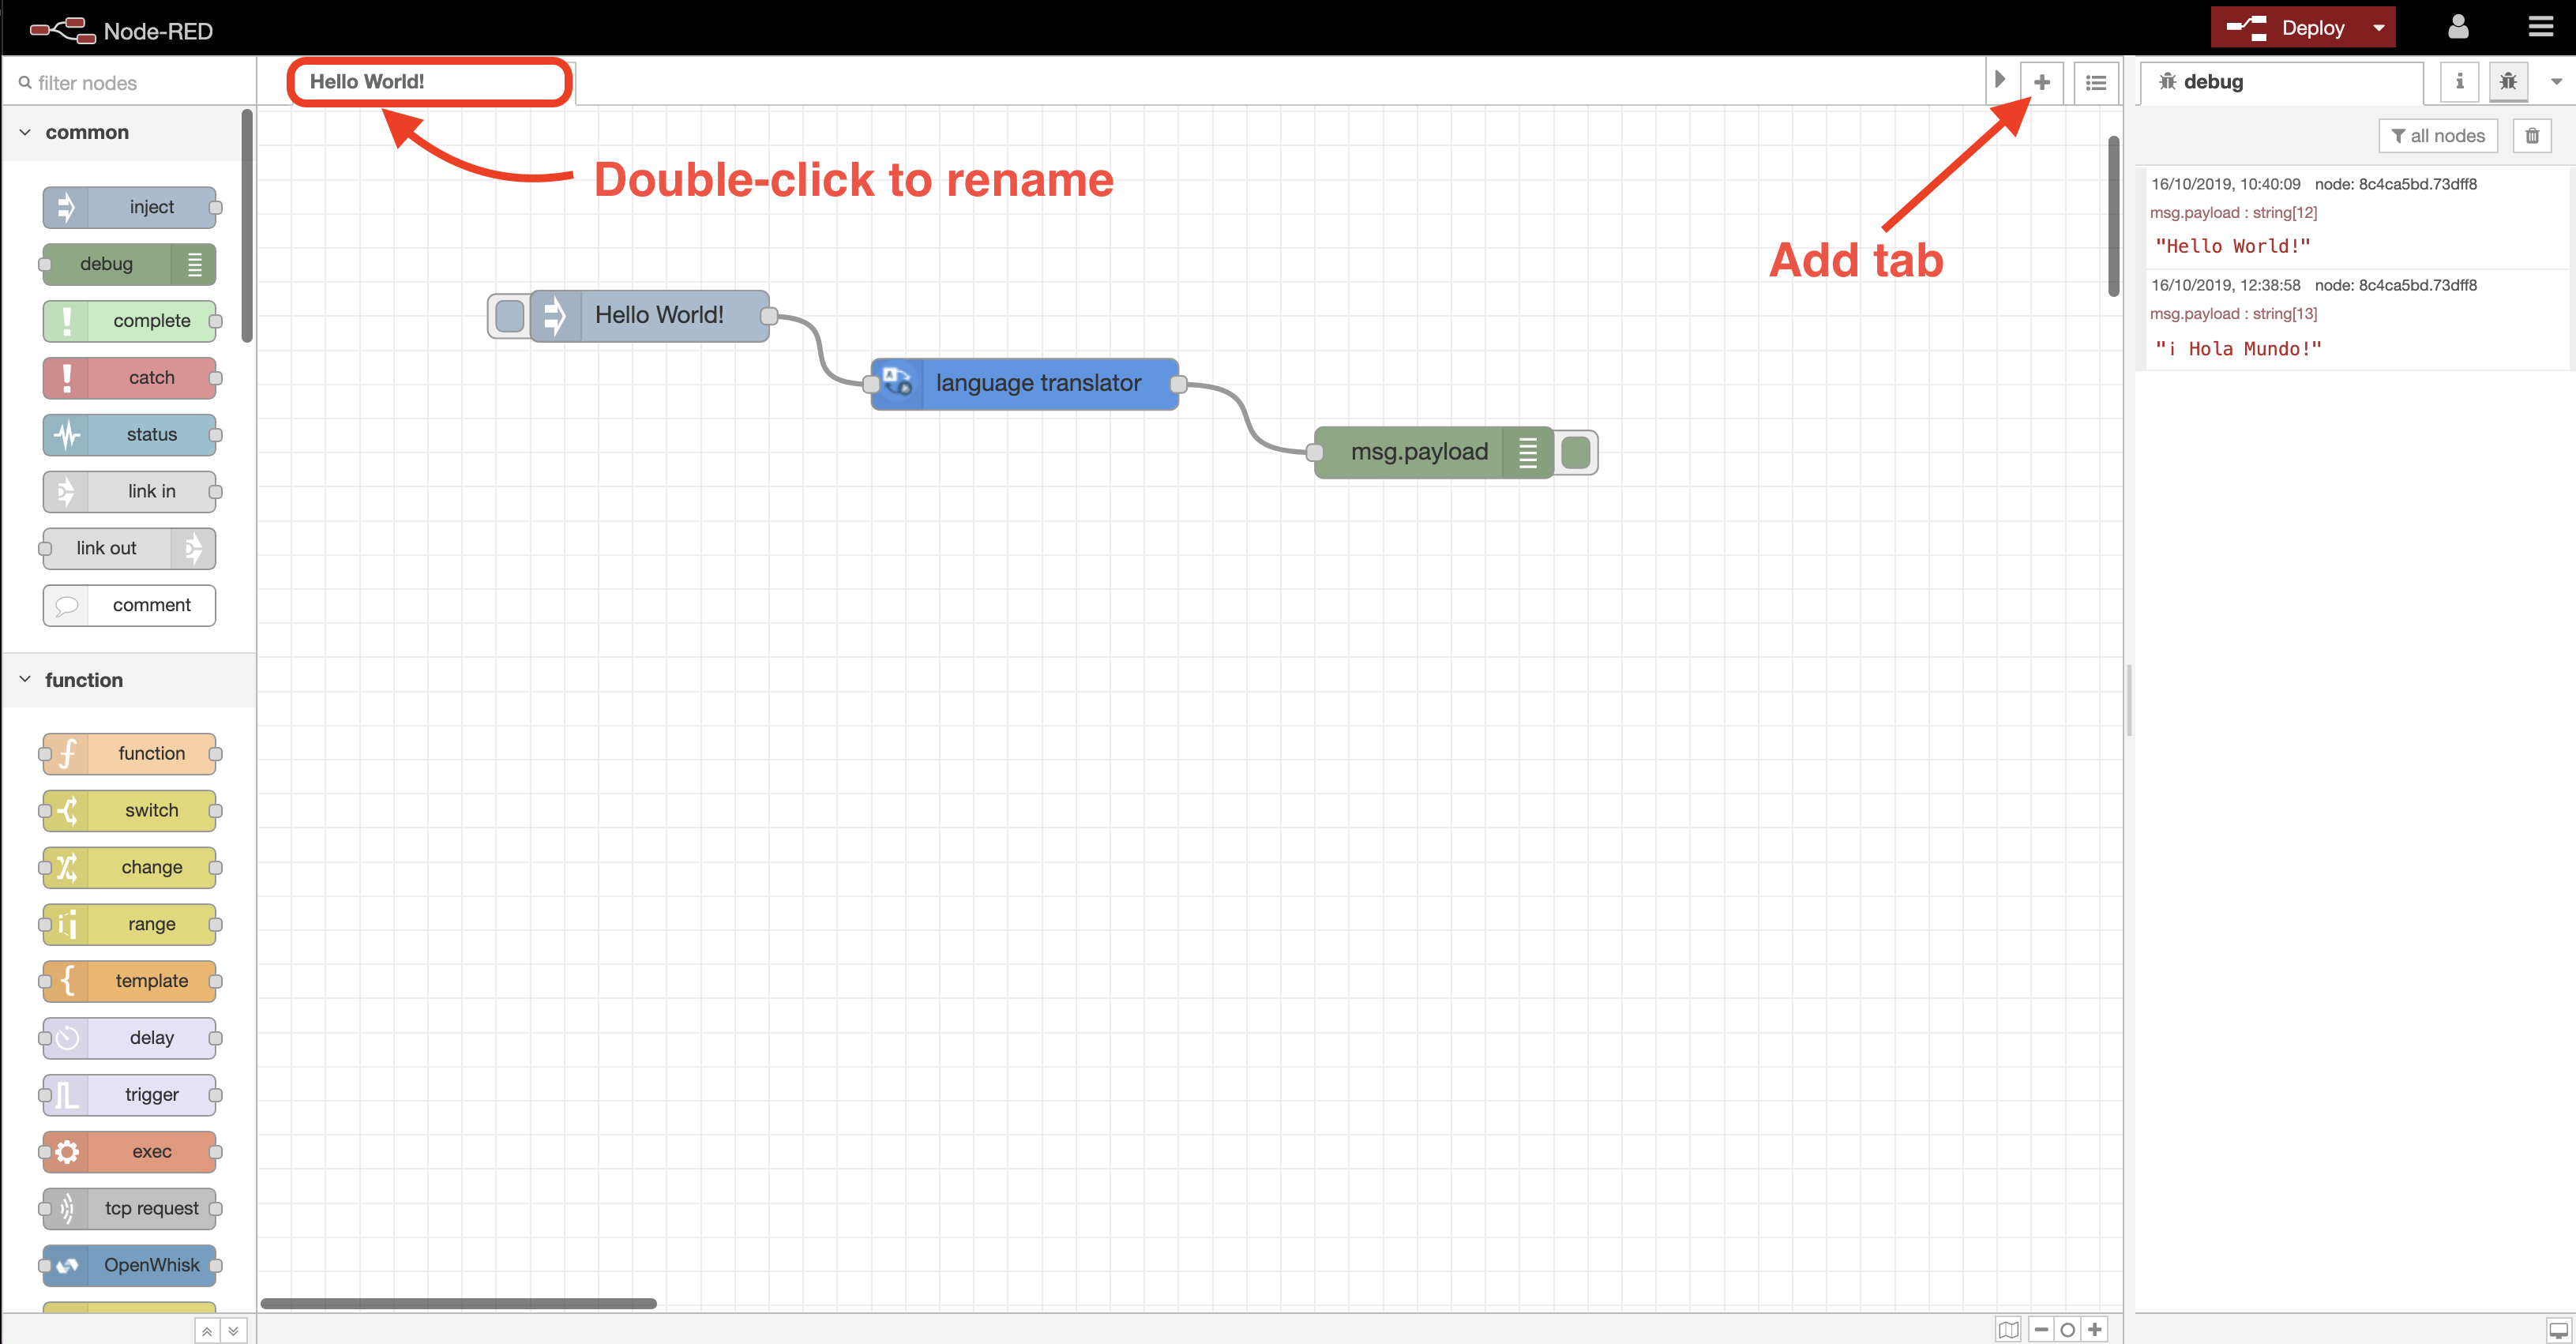 Node-RED
Deploy
filter nodes
Hello World!
debug
i
common
all nodes
Double-click to rename
Add tab
16/10/2019, 10:40:09 node: 8c4ca5bd.73dff8
msg.payload : string[12]
"Hello World!"
16/10/2019, 12:38:58 node: 8c4ca5bd.73dff8
msg.payload : string[13]
"¡ Hola Mundo!"
inject
debug
complete
catch
status
link in
link out
comment
Hello World!
language translator
msg.payload
function
function
switch
change
range
template
delay
trigger
exec
tcp request
OpenWhisk